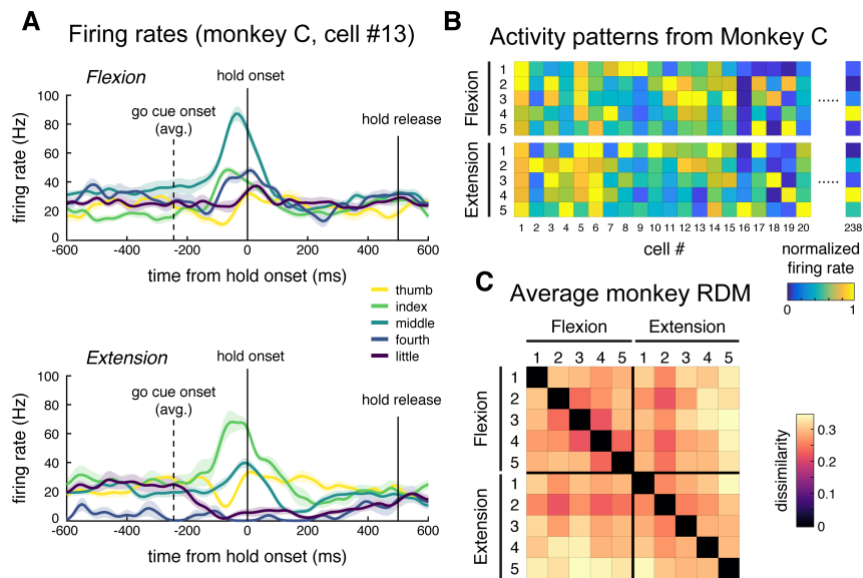 A
Firing rates (monkey C, cell #13)
Flexion
hold onset
go cue onset
(avg.)
hold release
firing rate (Hz)
100
80
60
40
20
0
-600 -400 -200 0 200 400 600
time from hold onset (ms)
thumb
index
middle
fourth
little
Extension
hold onset
go cue onset
(avg.)
hold release
firing rate (Hz)
100
80
60
40
20
0
-600 -400 -200 0 200 400 600
time from hold onset (ms)
B
Activity patterns from Monkey C
Flexion
1
2
3
4
5
.....
Extension
1
2
3
4
5
.....
1 2 3 4 5 6 7 8 9 10 11 12 13 14 15 16 17 18 19 20 238
cell #
normalized
firing rate
0 1
C
Average monkey RDM
Flexion Extension
1 2 3 4 5 1 2 3 4 5
Flexion
1
2
3
4
5
Extension
1
2
3
4
5
dissimilarity
0.3
0.2
0.1
0